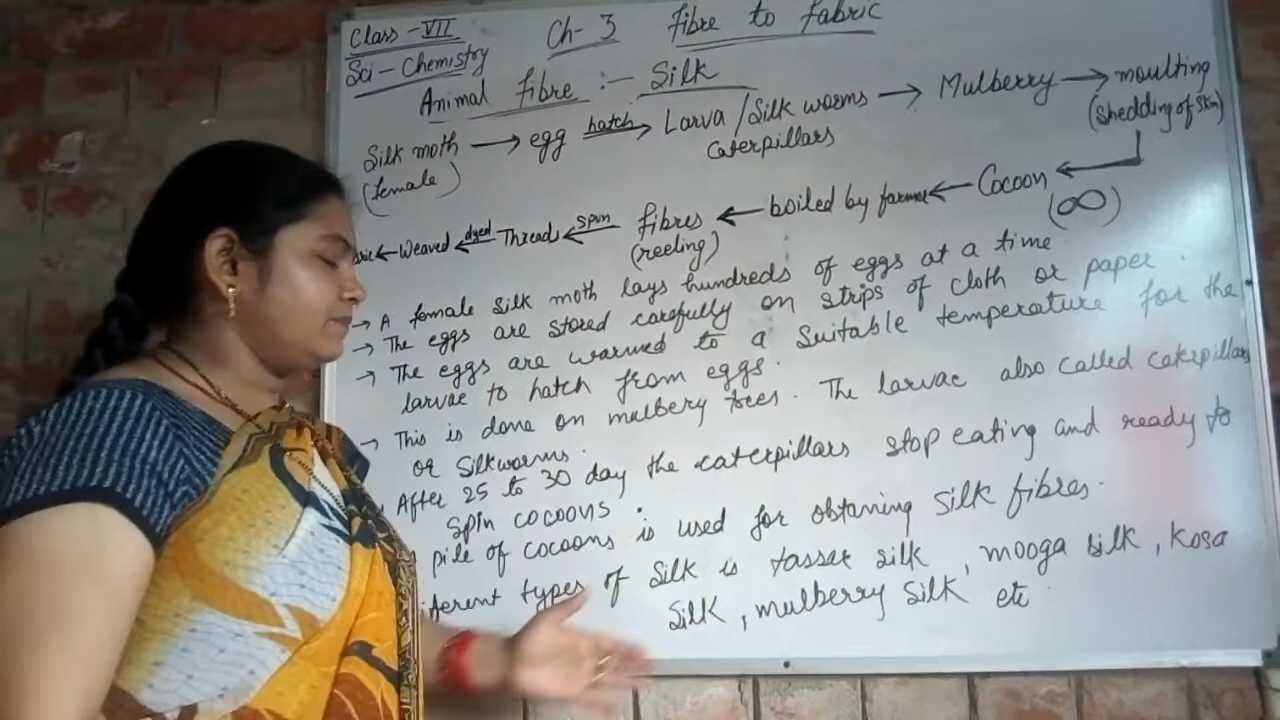 Class - VII
Ch- 3 Fibre to fabric
Sci - Chemistry
Animal fibre :- Silk
Silk moth → egg hatch → Larva / Silk worms → Mulberry → moulting
(female) caterpillars (shedding of skin)
ric ← Weaved ← dyed Threads ← spun fibres ← boiled by farmer ← Cocoon ←
(reeling) (∞)
→ A female silk moth lays hundreds of eggs at a time.
→ The eggs are stored carefully on strips of cloth or paper.
→ The eggs are warmed to a suitable temperature for the
larvae to hatch from eggs.
→ This is done on mulbery trees. The larvae also called caterpillars
or silkworms.
After 25 to 30 day the caterpillars stop eating and ready to
spin cocoons.
pile of cocoons is used for obtaning silk fibres.
ferent types of silk is tassar silk, mooga silk, kosa
silk, mulberry silk etc